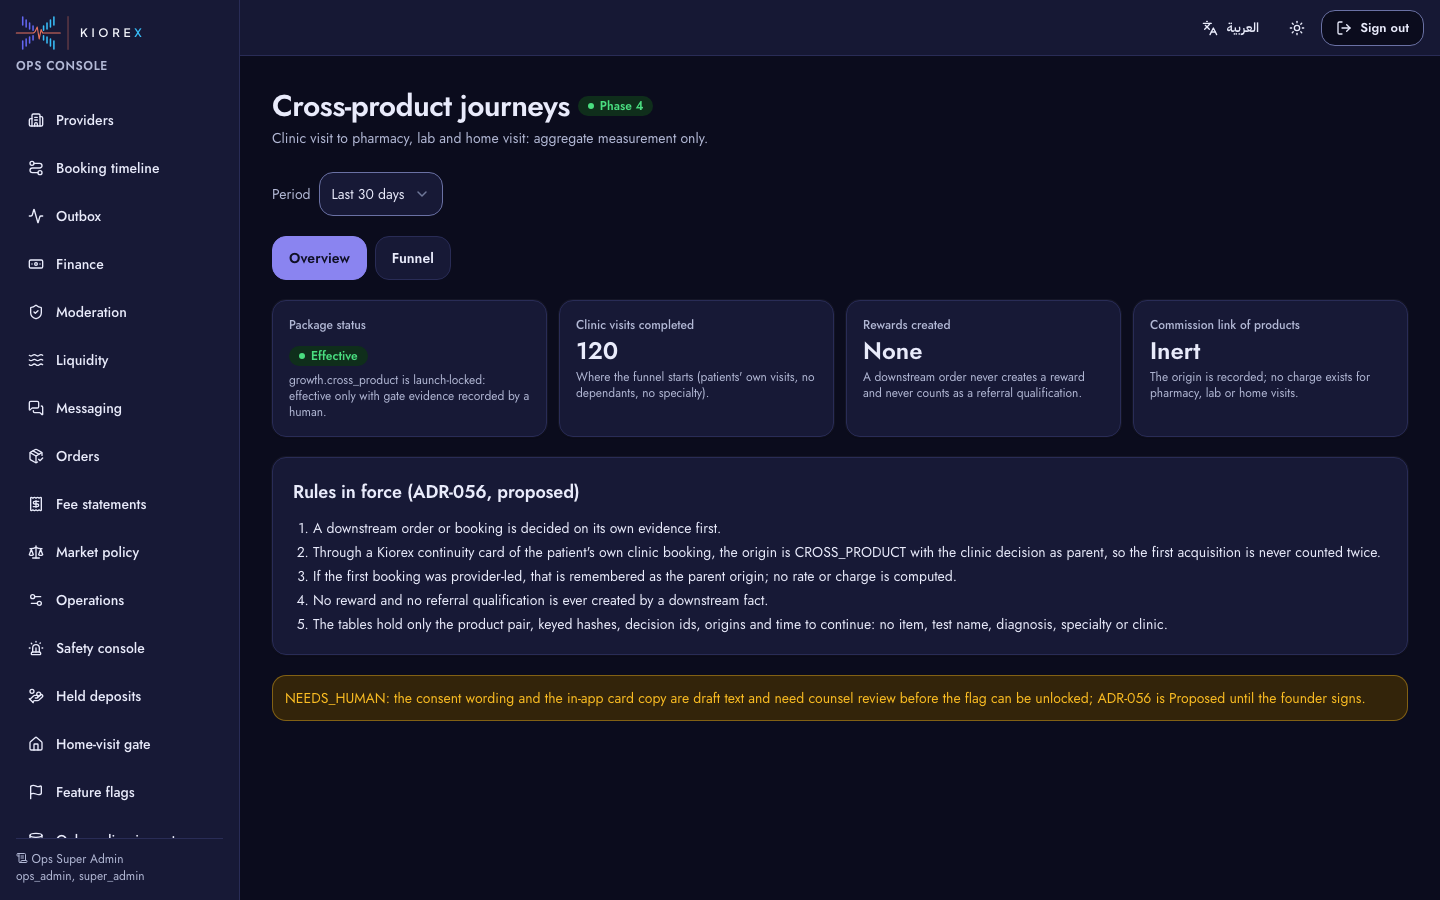 KIOREX
OPS CONSOLE
العربية
Sign out
Providers
Booking timeline
Outbox
Finance
Moderation
Liquidity
Messaging
Orders
Fee statements
Market policy
Operations
Safety console
Held deposits
Home-visit gate
Feature flags
Ops Super Admin
ops_admin, super_admin
Cross-product journeys
Phase 4
Clinic visit to pharmacy, lab and home visit: aggregate measurement only.
Period
Last 30 days
Overview
Funnel
Package status
Effective
growth.cross_product is launch-locked:
effective only with gate evidence recorded by a
human.
Clinic visits completed
120
Where the funnel starts (patients' own visits, no
dependants, no specialty).
Rewards created
None
A downstream order never creates a reward
and never counts as a referral qualification.
Commission link of products
Inert
The origin is recorded; no charge exists for
pharmacy, lab or home visits.
Rules in force (ADR-056, proposed)
1. A downstream order or booking is decided on its own evidence first.
2. Through a Kiorex continuity card of the patient's own clinic booking, the origin is CROSS_PRODUCT with the clinic decision as parent, so the first acquisition is never counted twice.
3. If the first booking was provider-led, that is remembered as the parent origin; no rate or charge is computed.
4. No reward and no referral qualification is ever created by a downstream fact.
5. The tables hold only the product pair, keyed hashes, decision ids, origins and time to continue: no item, test name, diagnosis, specialty or clinic.
NEEDS_HUMAN: the consent wording and the in-app card copy are draft text and need counsel review before the flag can be unlocked; ADR-056 is Proposed until the founder signs.